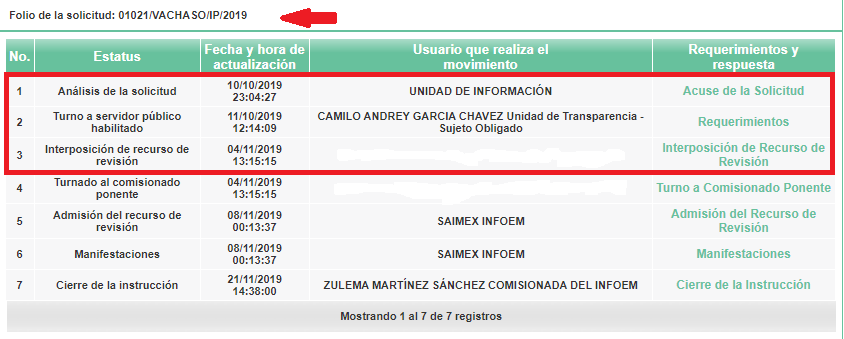 Folio de la solicitud: 01021/VACHASO/IP/2019
No. Estatus Fecha y hora de actualización Usuario que realiza el movimiento Requerimientos y respuesta
1 Análisis de la solicitud 10/10/2019 23:04:27 UNIDAD DE INFORMACIÓN Acuse de la Solicitud
2 Turno a servidor público habilitado 11/10/2019 12:14:09 CAMILO ANDREY GARCIA CHAVEZ Unidad de Transparencia - Sujeto Obligado Requerimientos
3 Interposición de recurso de revisión 04/11/2019 13:15:15 Interposición de Recurso de Revisión
4 Turnado al comisionado ponente 04/11/2019 13:15:15 Turno a Comisionado Ponente
5 Admisión del recurso de revisión 08/11/2019 00:13:37 SAIMEX INFOEM Admisión del Recurso de Revisión
6 Manifestaciones 08/11/2019 00:13:37 SAIMEX INFOEM Manifestaciones
7 Cierre de la instrucción 21/11/2019 14:38:00 ZULEMA MARTÍNEZ SÁNCHEZ COMISIONADA DEL INFOEM Cierre de la Instrucción
Mostrando 1 al 7 de 7 registros